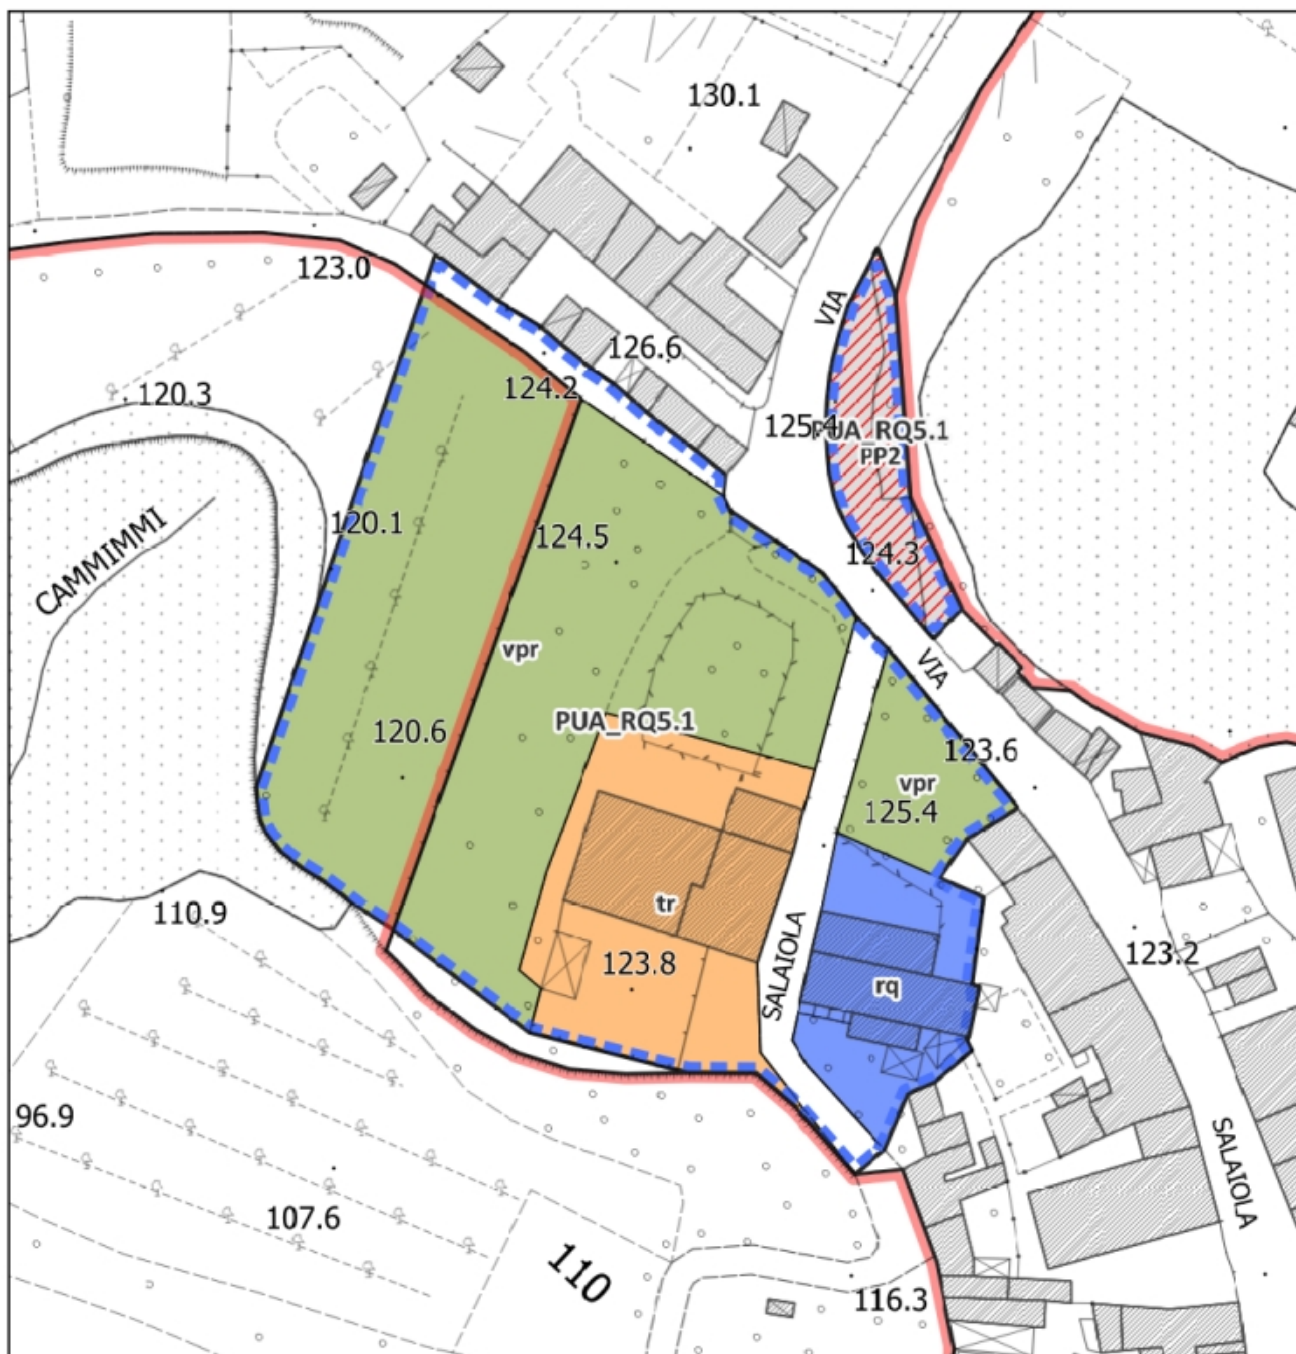 130.1
123.0
VIA
126.6
124.2
120.3
125.4
PUA_RQ5.1
PP2
120.1
124.5
124.3
CAMMIMMI
vpr
VIA
PUA_RQ5.1
120.6
123.6
vpr
125.4
tr
110.9
123.8
SALAIOLA
rq
123.2
96.9
SALAIOLA
107.6
110
116.3